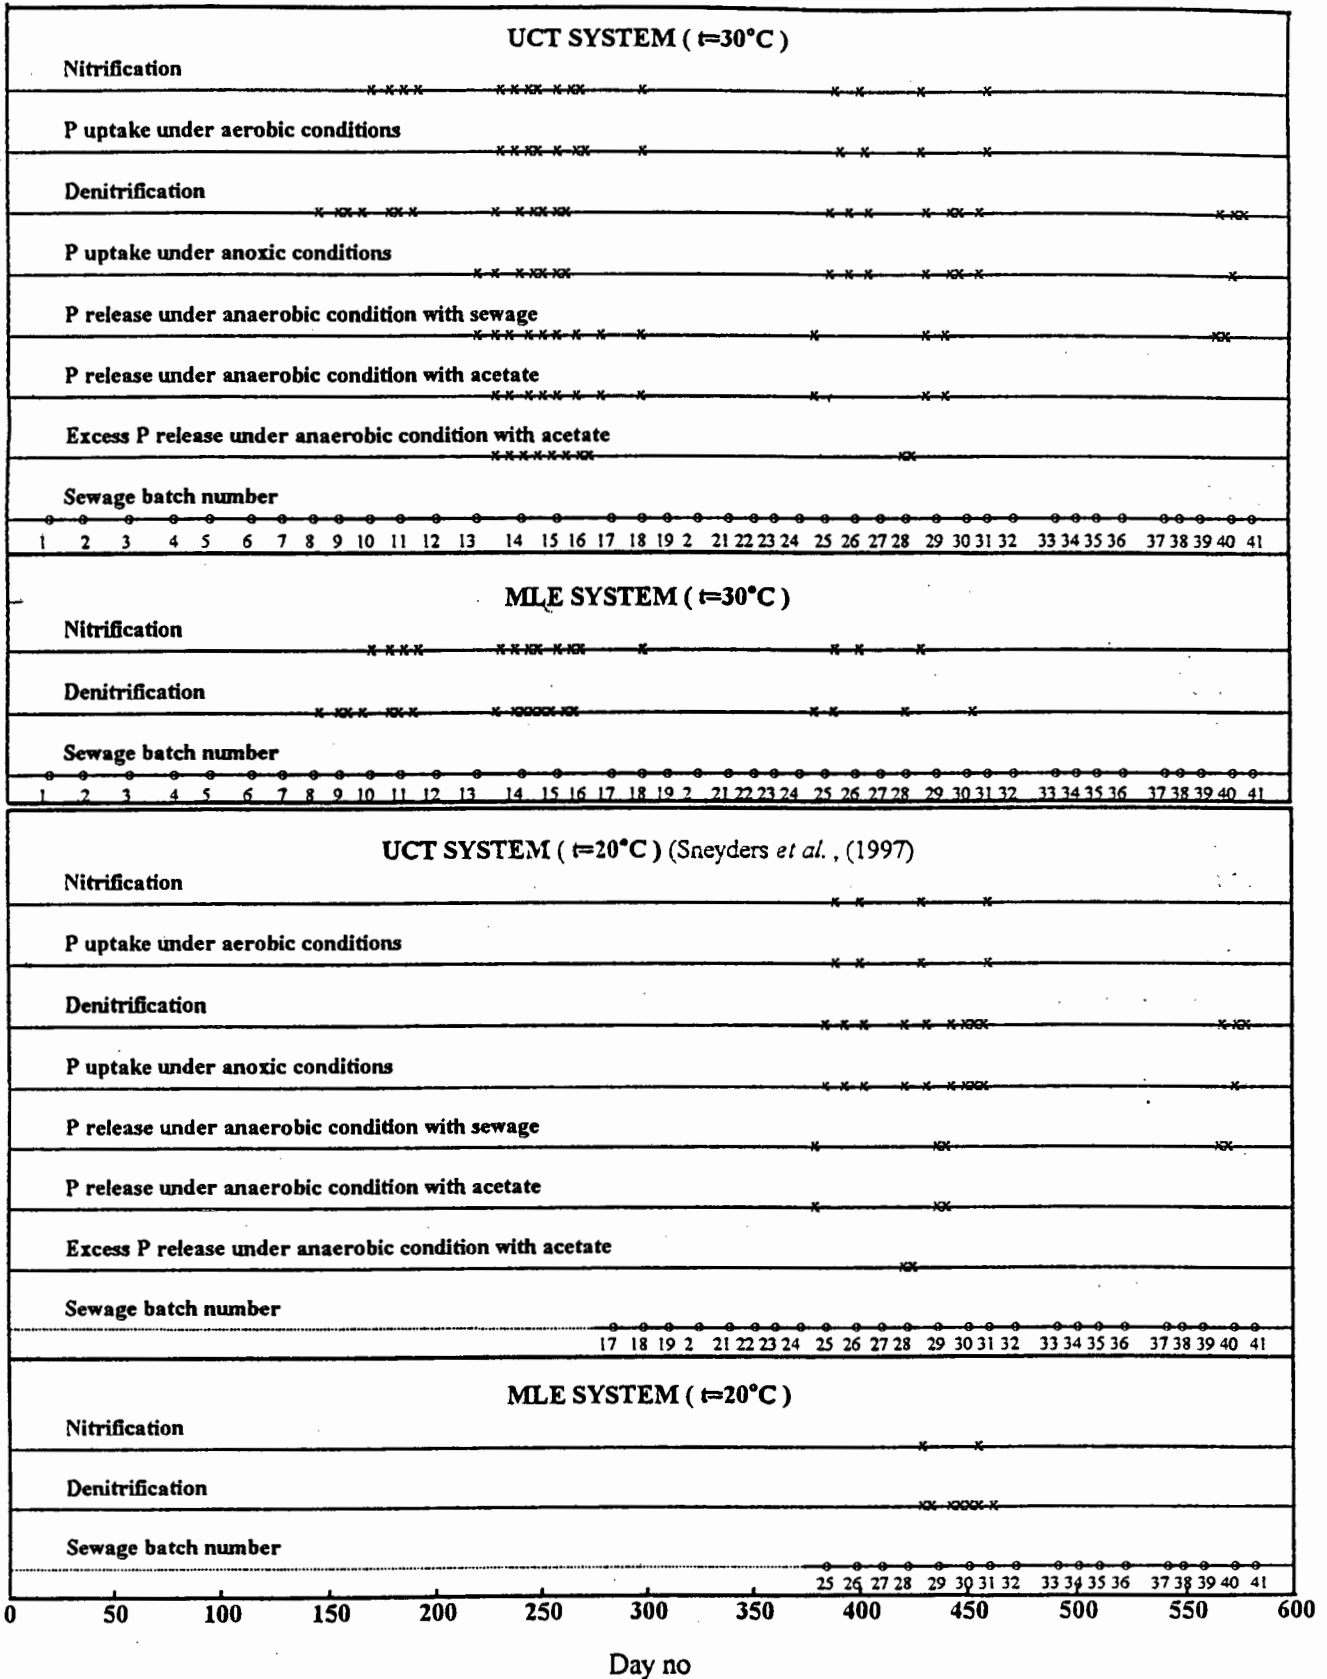 UCT SYSTEM ( t=30°C )
Nitrification
P uptake under aerobic conditions
Denitrification
P uptake under anoxic conditions
P release under anaerobic condition with sewage
P release under anaerobic condition with acetate
Excess P release under anaerobic condition with acetate
Sewage batch number
1 2 3 4 5 6 7 8 9 10 11 12 13 14 15 16 17 18 19 2 21 22 23 24 25 26 27 28 29 30 31 32 33 34 35 36 37 38 39 40 41
MLE SYSTEM ( t=30°C )
Nitrification
Denitrification
Sewage batch number
1 2 3 4 5 6 7 8 9 10 11 12 13 14 15 16 17 18 19 2 21 22 23 24 25 26 27 28 29 30 31 32 33 34 35 36 37 38 39 40 41
UCT SYSTEM ( t=20°C ) (Sneyders et al. , (1997)
Nitrification
P uptake under aerobic conditions
Denitrification
P uptake under anoxic conditions
P release under anaerobic condition with sewage
P release under anaerobic condition with acetate
Excess P release under anaerobic condition with acetate
Sewage batch number
17 18 19 2 21 22 23 24 25 26 27 28 29 30 31 32 33 34 35 36 37 38 39 40 41
MLE SYSTEM ( t=20°C )
Nitrification
Denitrification
Sewage batch number
25 26 27 28 29 30 31 32 33 34 35 36 37 38 39 40 41
0 50 100 150 200 250 300 350 400 450 500 550 600
Day no